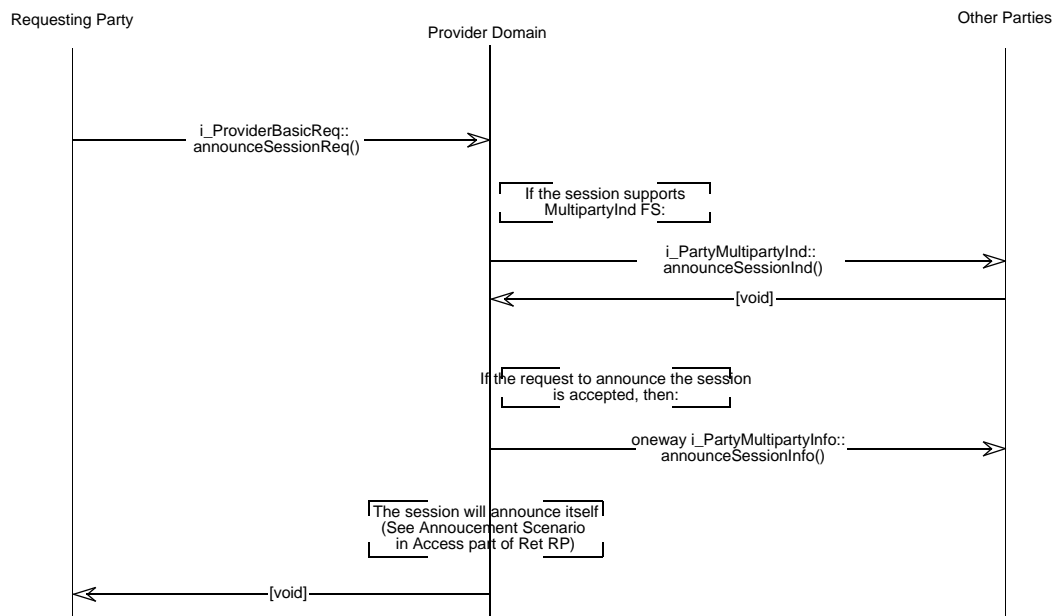 Requesting Party
Provider Domain
Other Parties
i_ProviderBasicReq::
announceSessionReq()
If the session supports
MultipartyInd FS:
i_PartyMultipartyInd::
announceSessionInd()
[void]
If the request to announce the session
is accepted, then:
oneway i_PartyMultipartyInfo::
announceSessionInfo()
The session will announce itself
(See Annoucement Scenario
in Access part of Ret RP)
[void]